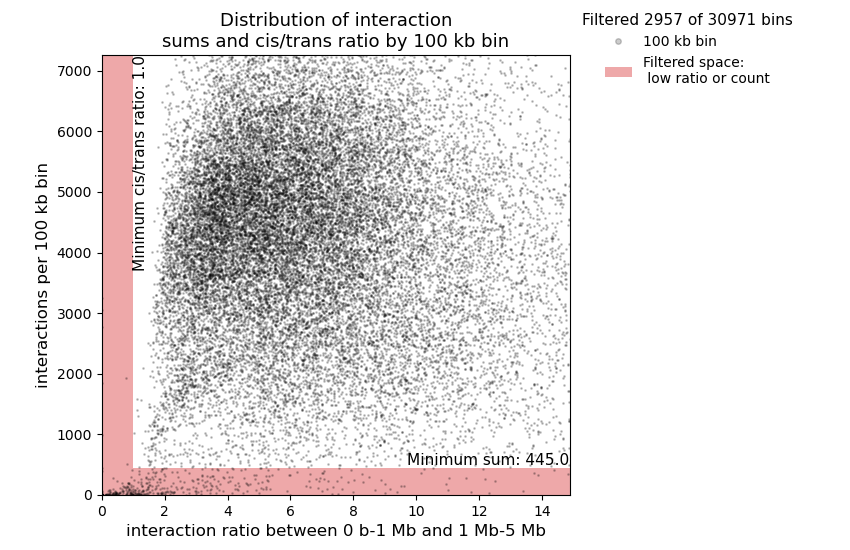 Distribution of interaction
sums and cis/trans ratio by 100 kb bin
Filtered 2957 of 30971 bins
100 kb bin
Filtered space:
low ratio or count
interactions per 100 kb bin
7000
6000
5000
4000
3000
2000
1000
0
Minimum cis/trans ratio: 1.0
Minimum sum: 445.0
0 2 4 6 8 10 12 14
interaction ratio between 0 b-1 Mb and 1 Mb-5 Mb